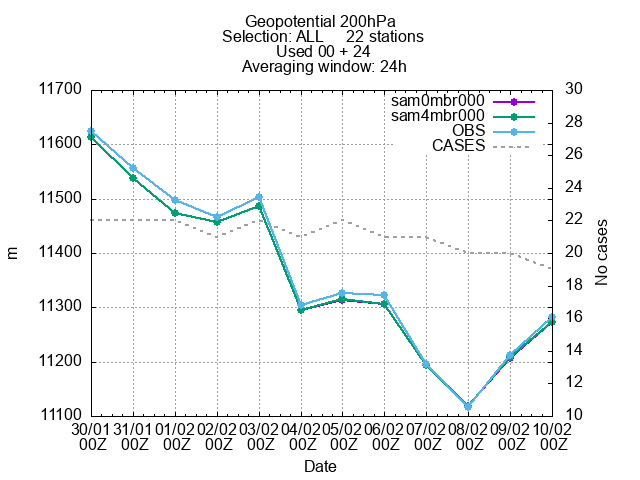 Geopotential 200hPa
Selection: ALL 22 stations
Used 00 + 24
Averaging window: 24h
11700
11600
11500
11400
11300
11200
11100
m
30
28
26
24
22
20
18
16
14
12
10
No cases
sam0mbr000
sam4mbr000
OBS
CASES
30/01 31/01 01/02 02/02 03/02 04/02 05/02 06/02 07/02 08/02 09/02 10/02
00Z 00Z 00Z 00Z 00Z 00Z 00Z 00Z 00Z 00Z 00Z 00Z
Date